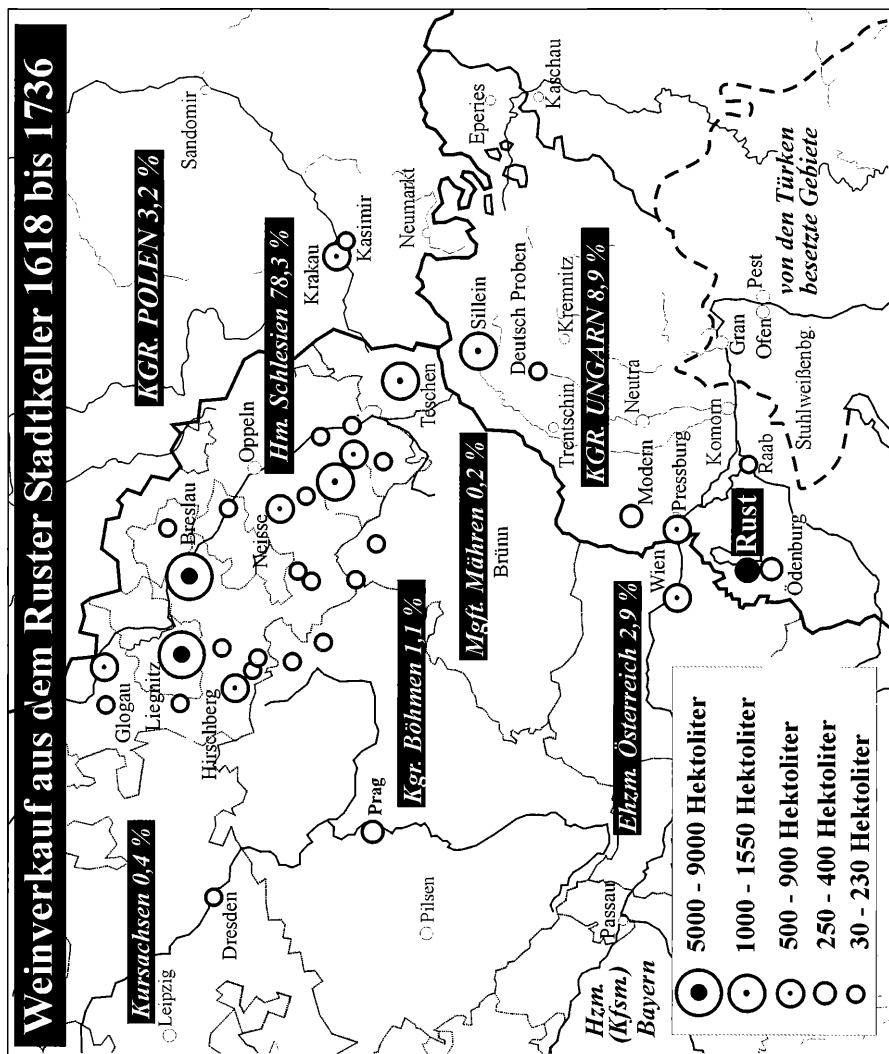 Weinverkauf aus dem Ruster Stadtkeller 1618 bis 1736
Kursachsen 0,4 %
KGR. POLEN 3,2 %
Hm. Schlesien 78,3 %
Kgr. Böhmen 1,1 %
Mgft. Mähren 0,2 %
KGR. UNGARN 8,9 %
Ehzm. Österreich 2,9 %
Hzm.
(Kfsm.)
Bayern
von den Türken
besetzte Gebiete
Leipzig
Dresden
Glogau
Liegnitz
Hirschberg
Breslau
Neisse
Oppeln
Sandomir
Krakau
Kasimir
Neumarkt
Teschen
Prag
Pilsen
Brünn
Sillein
Deutsch Proben
Kremnitz
Trentschin
Neutra
Eperies
Kaschau
Passau
Wien
Modern
Pressburg
Komorn
Gran
Ofen
Pest
Raab
Stuhlweißenbg.
Rust
Ödenburg
5000 - 9000 Hektoliter
1000 - 1550 Hektoliter
500 - 900 Hektoliter
250 - 400 Hektoliter
30 - 230 Hektoliter